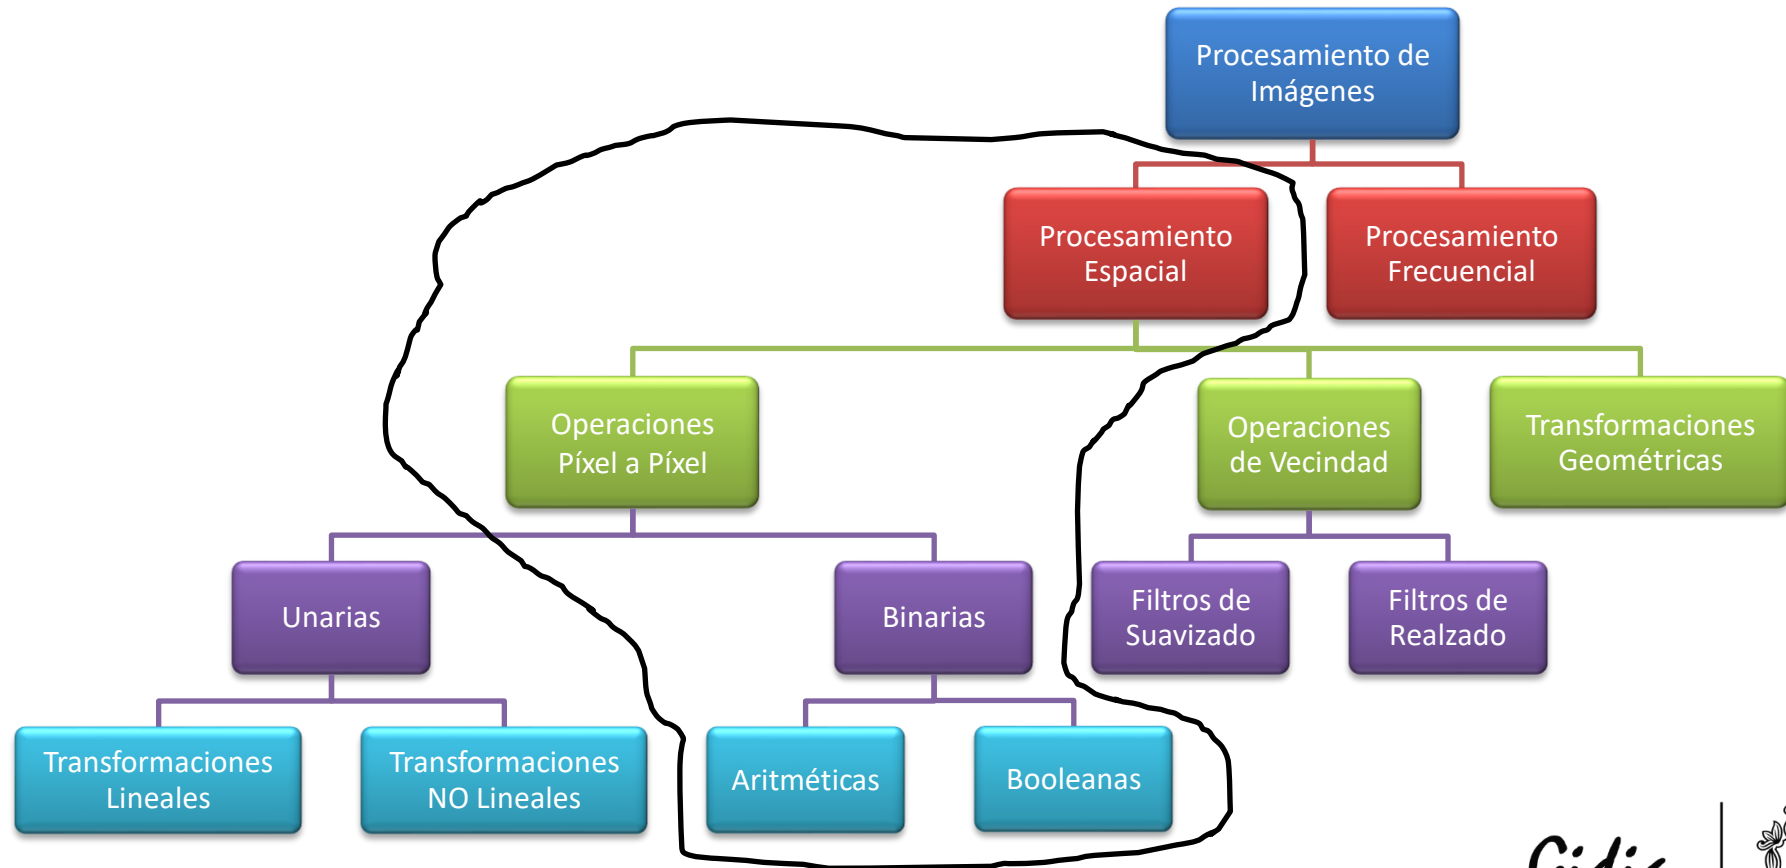 Procesamiento de
Imágenes
Procesamiento
Espacial
Procesamiento
Frecuencial
Operaciones
Píxel a Píxel
Operaciones
de Vecindad
Transformaciones
Geométricas
Unarias
Binarias
Filtros de
Suavizado
Filtros de
Realzado
Transformaciones
Lineales
Transformaciones
NO Lineales
Aritméticas
Booleanas